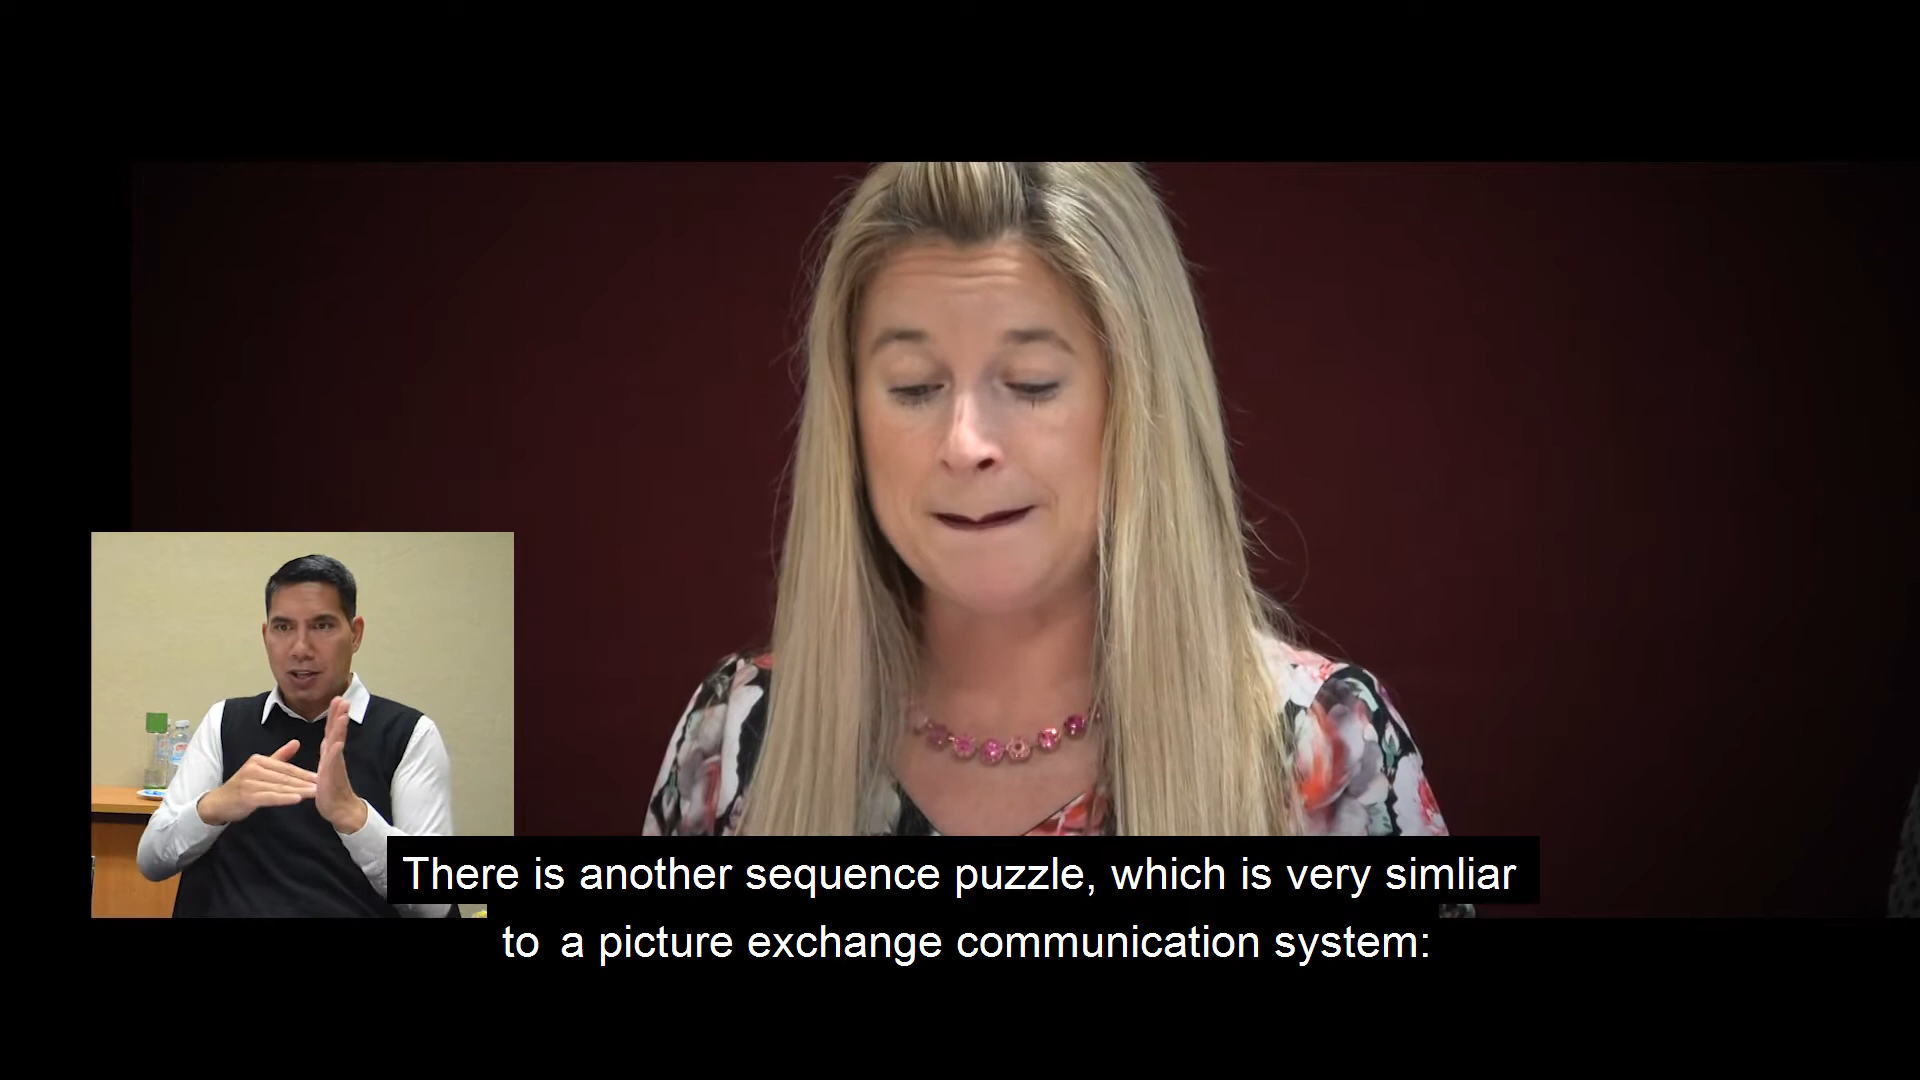 There is another sequence puzzle, which is very simliar
to a picture exchange communication system: